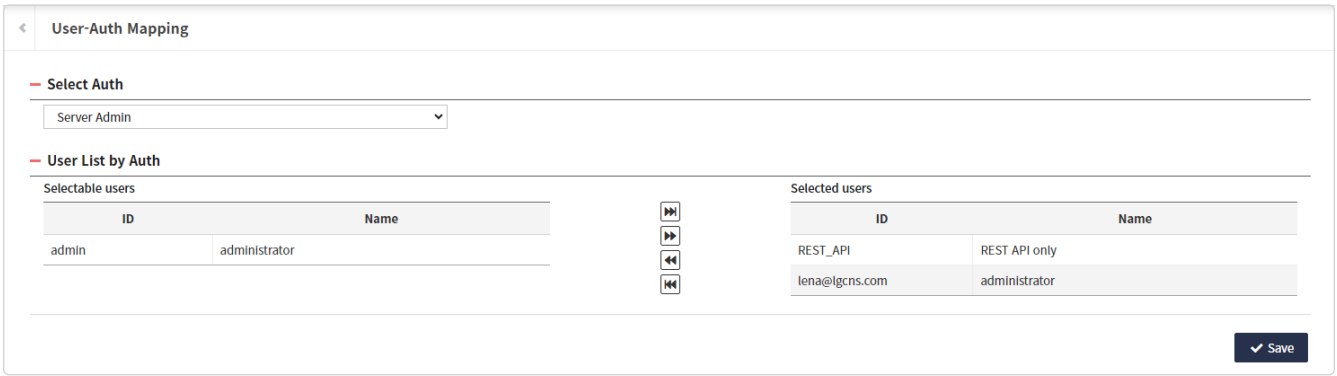 User-Auth Mapping
Select Auth
Server Admin
User List by Auth
Selectable users
ID Name
admin administrator
Selected users
ID Name
REST_API REST API only
lena@lgcns.com administrator
Save